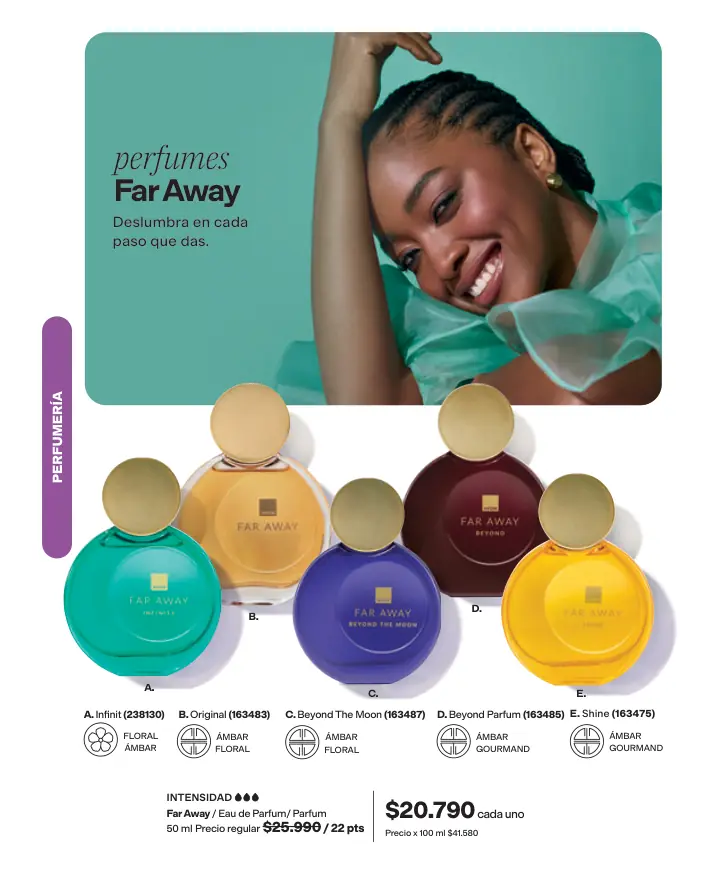 perfumes
Far Away
Deslumbra en cada
paso que das.
PERFUMERÍA
FAR AWAY
FAR AWAY
BEYOND
FAR AWAY
INFINITE
FAR AWAY
BEYOND THE MOON
FAR AWAY
SHINE
B.
D.
A.
C.
E.
A. Infinit (238130)
FLORAL
ÁMBAR
B. Original (163483)
ÁMBAR
FLORAL
C. Beyond The Moon (163487)
ÁMBAR
FLORAL
D. Beyond Parfum (163485)
ÁMBAR
GOURMAND
E. Shine (163475)
ÁMBAR
GOURMAND
INTENSIDAD
Far Away / Eau de Parfum/ Parfum
50 ml Precio regular $25.990 / 22 pts
$20.790 cada uno
Precio x 100 ml $41.580